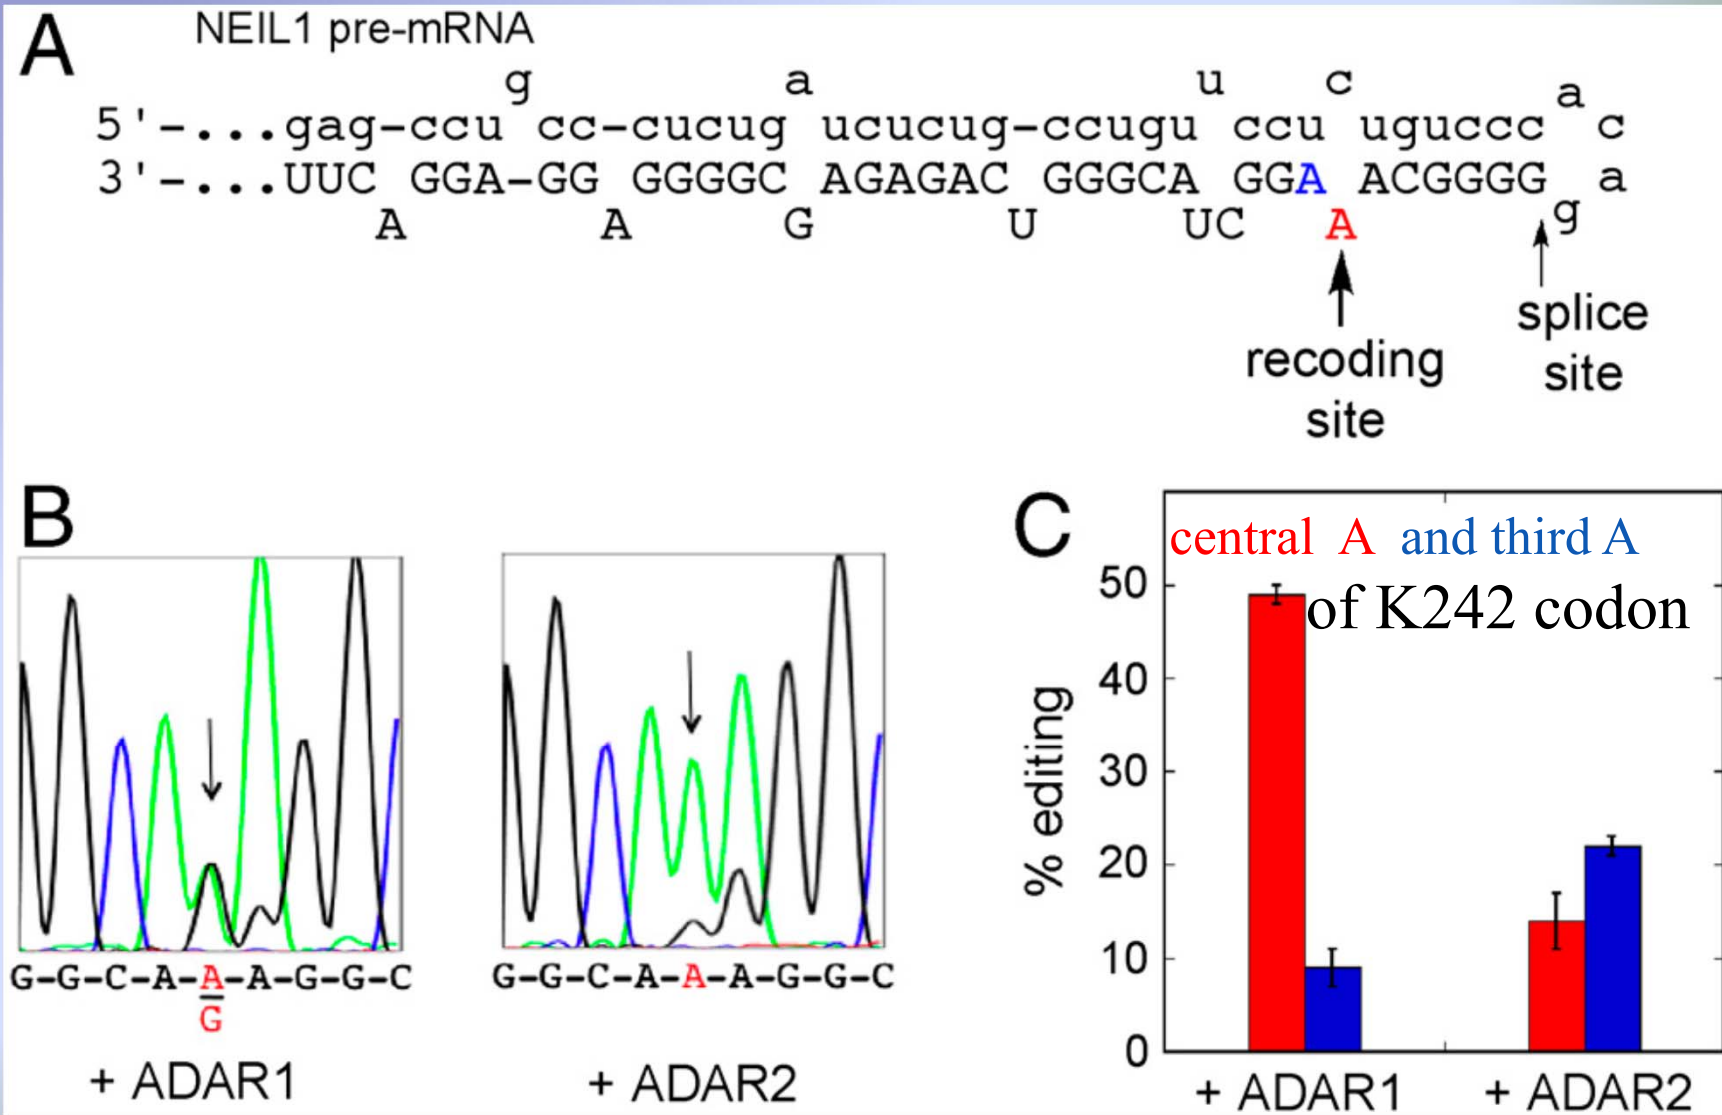 A
NEIL1 pre-mRNA
g a u c a
5'-...gag-ccu cc-cucug ucucug-ccugu ccu uguccc c
3'-...UUC GGA-GG GGGGC AGAGAC GGGCA GGA ACGGGG a
A A G U UC A g
recoding
site
splice
site
B
G-G-C-A-A-A-G-G-C
G
+ ADAR1
G-G-C-A-A-A-G-G-C
+ ADAR2
C
central A and third A
of K242 codon
% editing
50
40
30
20
10
0
+ ADAR1
+ ADAR2